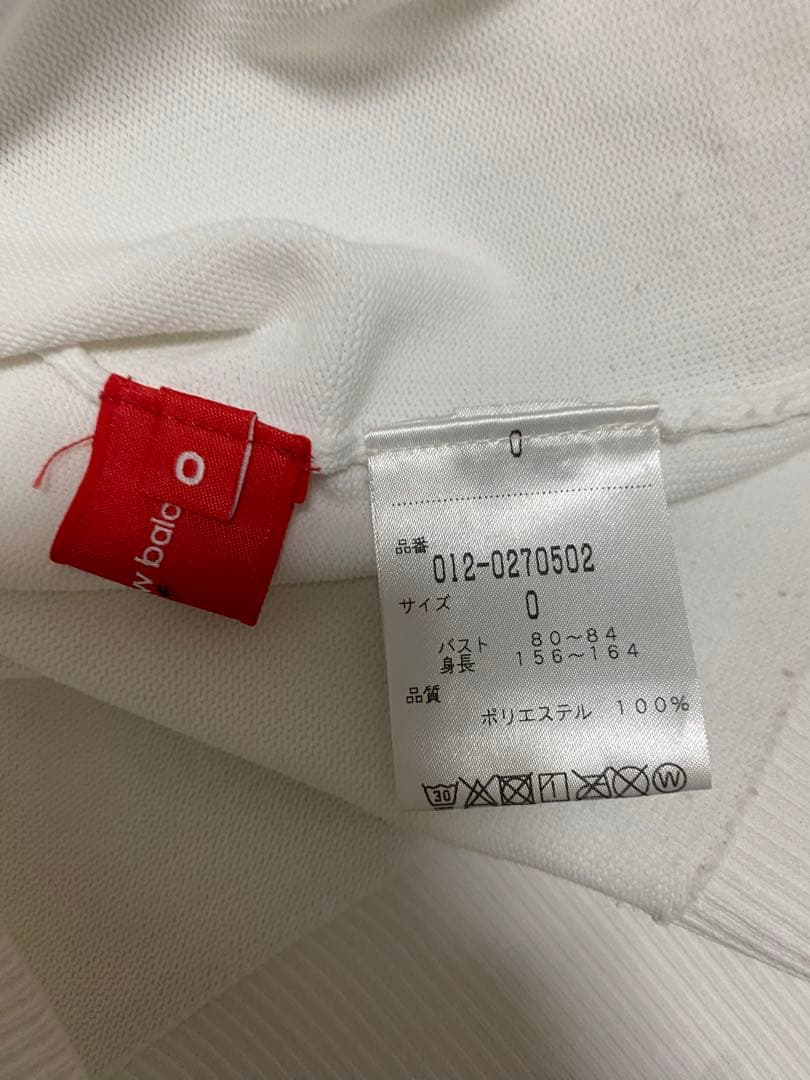 0
w balc
0
品番
012-0270502
サイズ 0
バスト 80～84
身長 156～164
品質
ポリエステル 100%
30
W